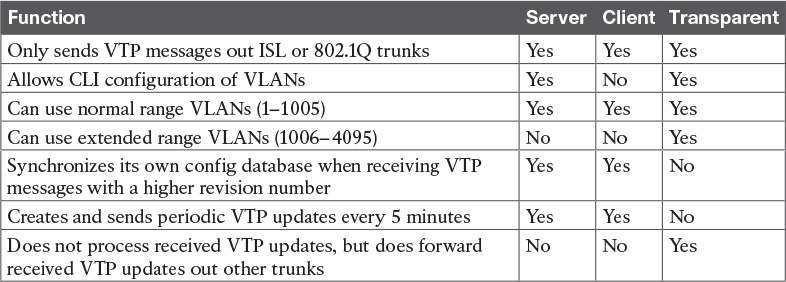 Function Server Client Transparent
Only sends VTP messages out ISL or 802.1Q trunks Yes Yes Yes
Allows CLI configuration of VLANs Yes No Yes
Can use normal range VLANs (1–1005) Yes Yes Yes
Can use extended range VLANs (1006–4095) No No Yes
Synchronizes its own config database when receiving VTP Yes Yes No
messages with a higher revision number
Creates and sends periodic VTP updates every 5 minutes Yes Yes No
Does not process received VTP updates, but does forward No No Yes
received VTP updates out other trunks